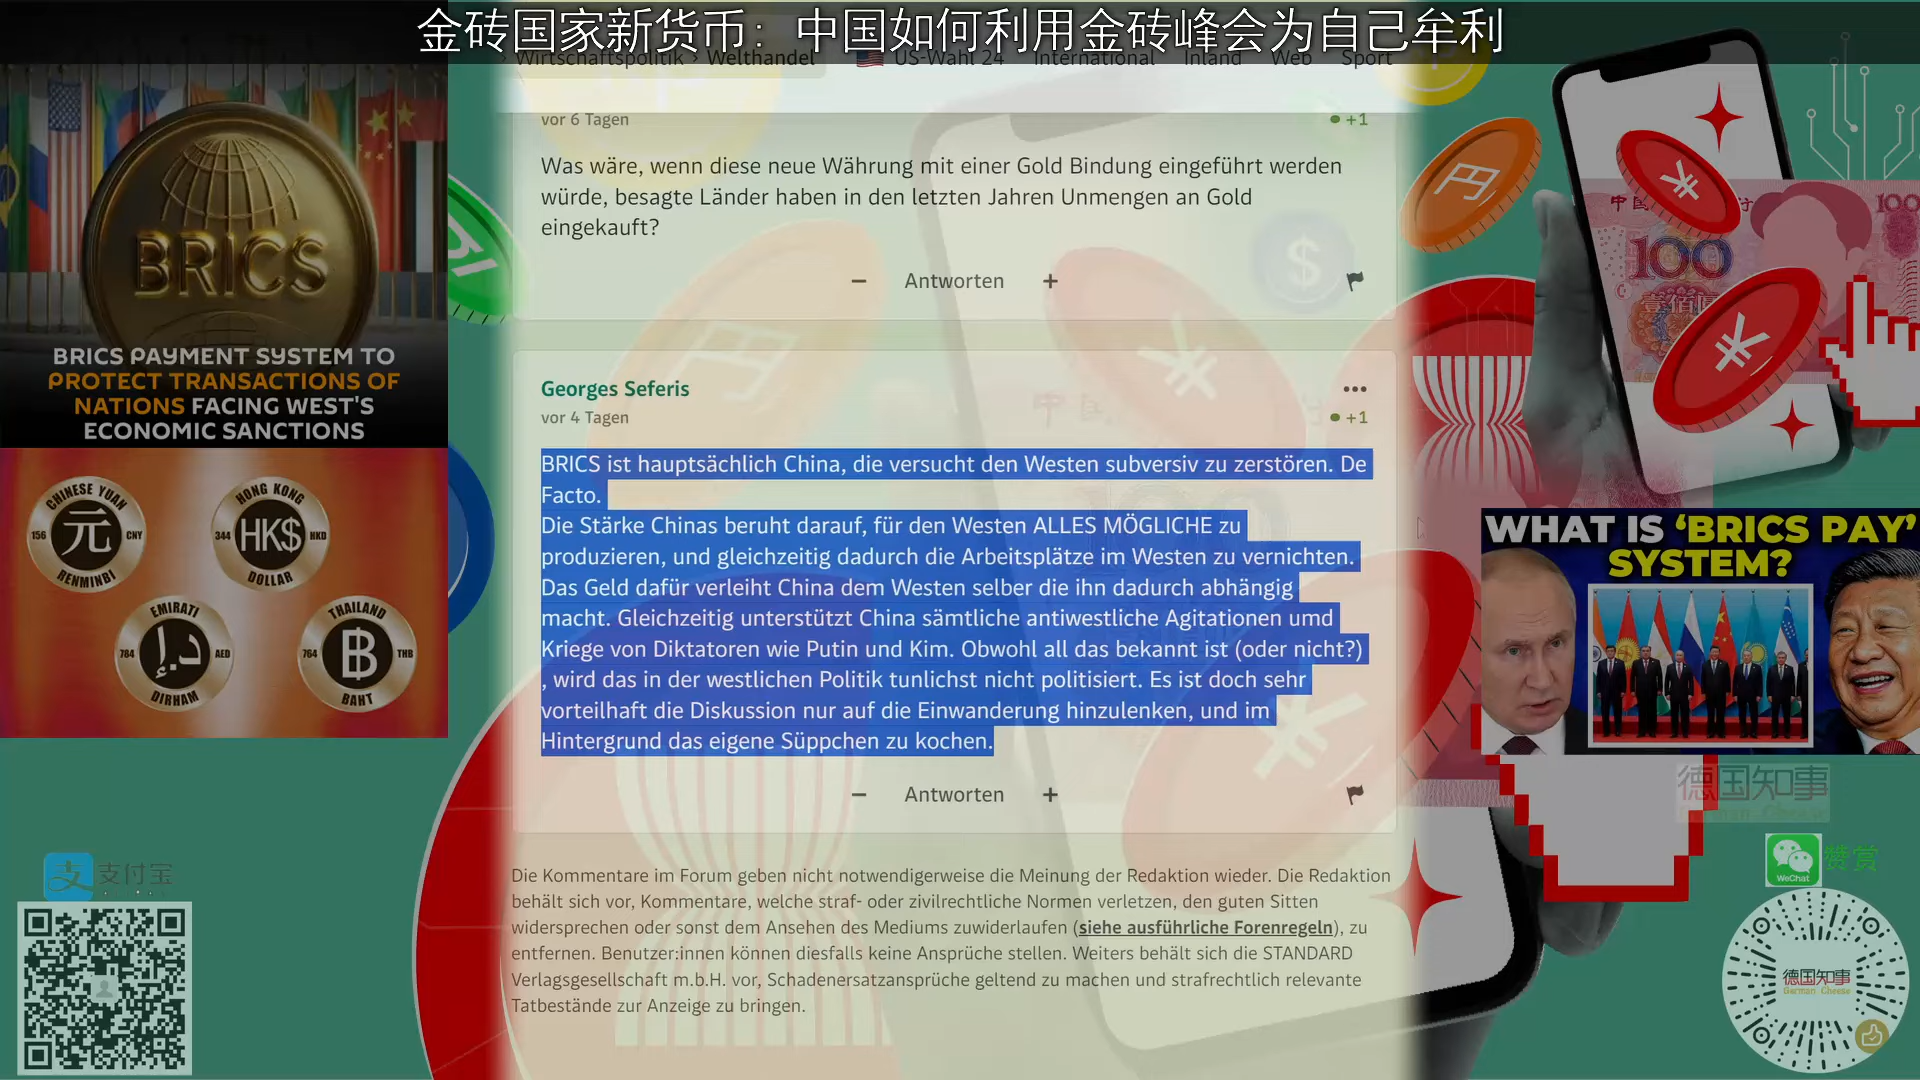 金砖国家新货币：中国如何利用金砖峰会为自己牟利
Wirtschaftspolitik › Welthandel US-Wahl 24 International Inland Web Sport
vor 6 Tagen +1
Was wäre, wenn diese neue Währung mit einer Gold Bindung eingeführt werden
würde, besagte Länder haben in den letzten Jahren Unmengen an Gold
eingekauft?
− Antworten +
Georges Seferis
vor 4 Tagen +1
BRICS ist hauptsächlich China, die versucht den Westen subversiv zu zerstören. De
Facto.
Die Stärke Chinas beruht darauf, für den Westen ALLES MÖGLICHE zu
produzieren, und gleichzeitig dadurch die Arbeitsplätze im Westen zu vernichten.
Das Geld dafür verleiht China dem Westen selber die ihn dadurch abhängig
macht. Gleichzeitig unterstützt China sämtliche antiwestliche Agitationen umd
Kriege von Diktatoren wie Putin und Kim. Obwohl all das bekannt ist (oder nicht?)
, wird das in der westlichen Politik tunlichst nicht politisiert. Es ist doch sehr
vorteilhaft die Diskussion nur auf die Einwanderung hinzulenken, und im
Hintergrund das eigene Süppchen zu kochen.
− Antworten +
Die Kommentare im Forum geben nicht notwendigerweise die Meinung der Redaktion wieder. Die Redaktion
behält sich vor, Kommentare, welche straf- oder zivilrechtliche Normen verletzen, den guten Sitten
widersprechen oder sonst dem Ansehen des Mediums zuwiderlaufen (siehe ausführliche Forenregeln), zu
entfernen. Benutzer:innen können diesfalls keine Ansprüche stellen. Weiters behält sich die STANDARD
Verlagsgesellschaft m.b.H. vor, Schadenersatzansprüche geltend zu machen und strafrechtlich relevante
Tatbestände zur Anzeige zu bringen.
BRICS
BRICS PAYMENT SYSTEM TO
PROTECT TRANSACTIONS OF
NATIONS FACING WEST'S
ECONOMIC SANCTIONS
CHINESE YUAN
156 元 CNY
RENMINBI
HONG KONG
344 HK$ HKD
DOLLAR
EMIRATI
784 د.إ AED
DIRHAM
THAILAND
764 ฿ THB
BAHT
支付宝
100
100
WHAT IS ‘BRICS PAY’
SYSTEM?
德国知事
WeChat
赞赏
德国知事
German Cheese